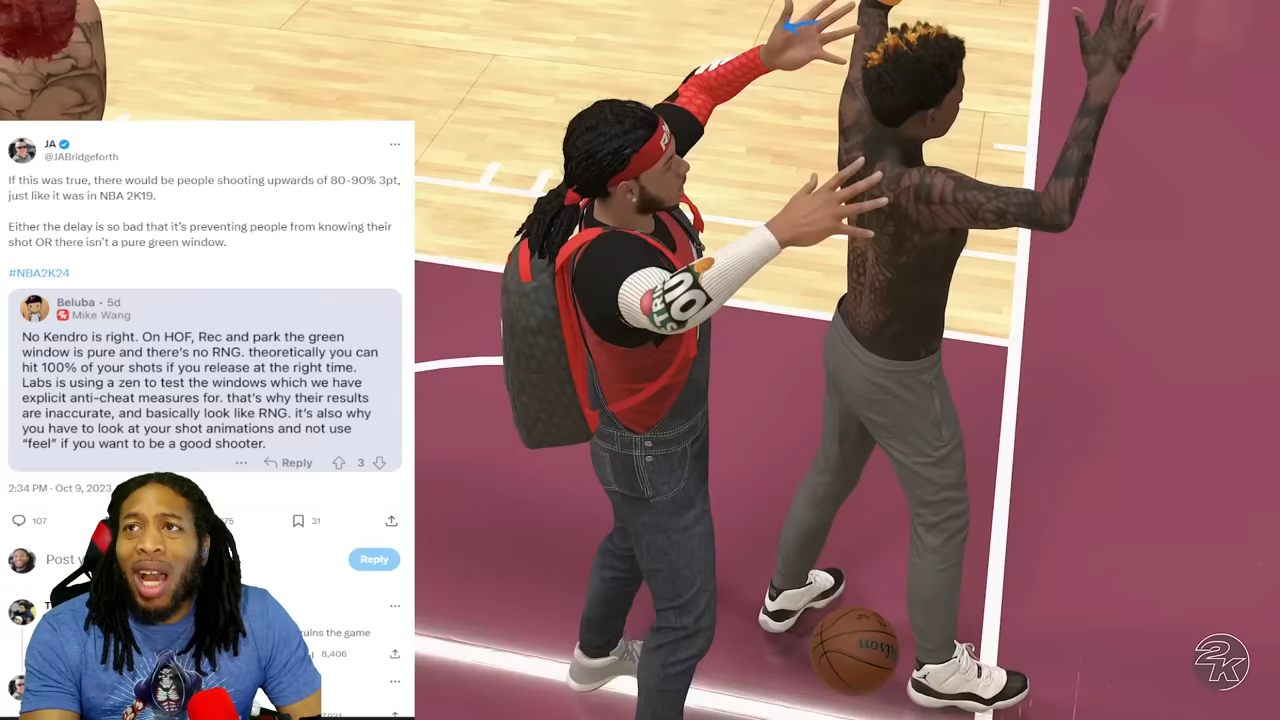 JA
@JABridgeforth
If this was true, there would be people shooting upwards of 80-90% 3pt,
just like it was in NBA 2K19.
Either the delay is so bad that it's preventing people from knowing their
shot OR there isn't a pure green window.
#NBA2K24
Beluba · 5d
Mike Wang
No Kendro is right. On HOF, Rec and park the green
window is pure and there's no RNG. theoretically you can
hit 100% of your shots if you release at the right time.
Labs is using a zen to test the windows which we have
explicit anti-cheat measures for. that's why their results
are inaccurate, and basically look like RNG. it's also why
you have to look at your shot animations and not use
"feel" if you want to be a good shooter.
Reply 3
2:34 PM · Oct 9, 2023
107 75 31
Post Reply
ruins the game
8,406
YOU
Wilson
2K